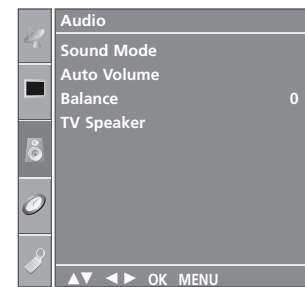 Audio
Sound Mode
Auto Volume
Balance 0
TV Speaker
▲▼ ◄► OK MENU